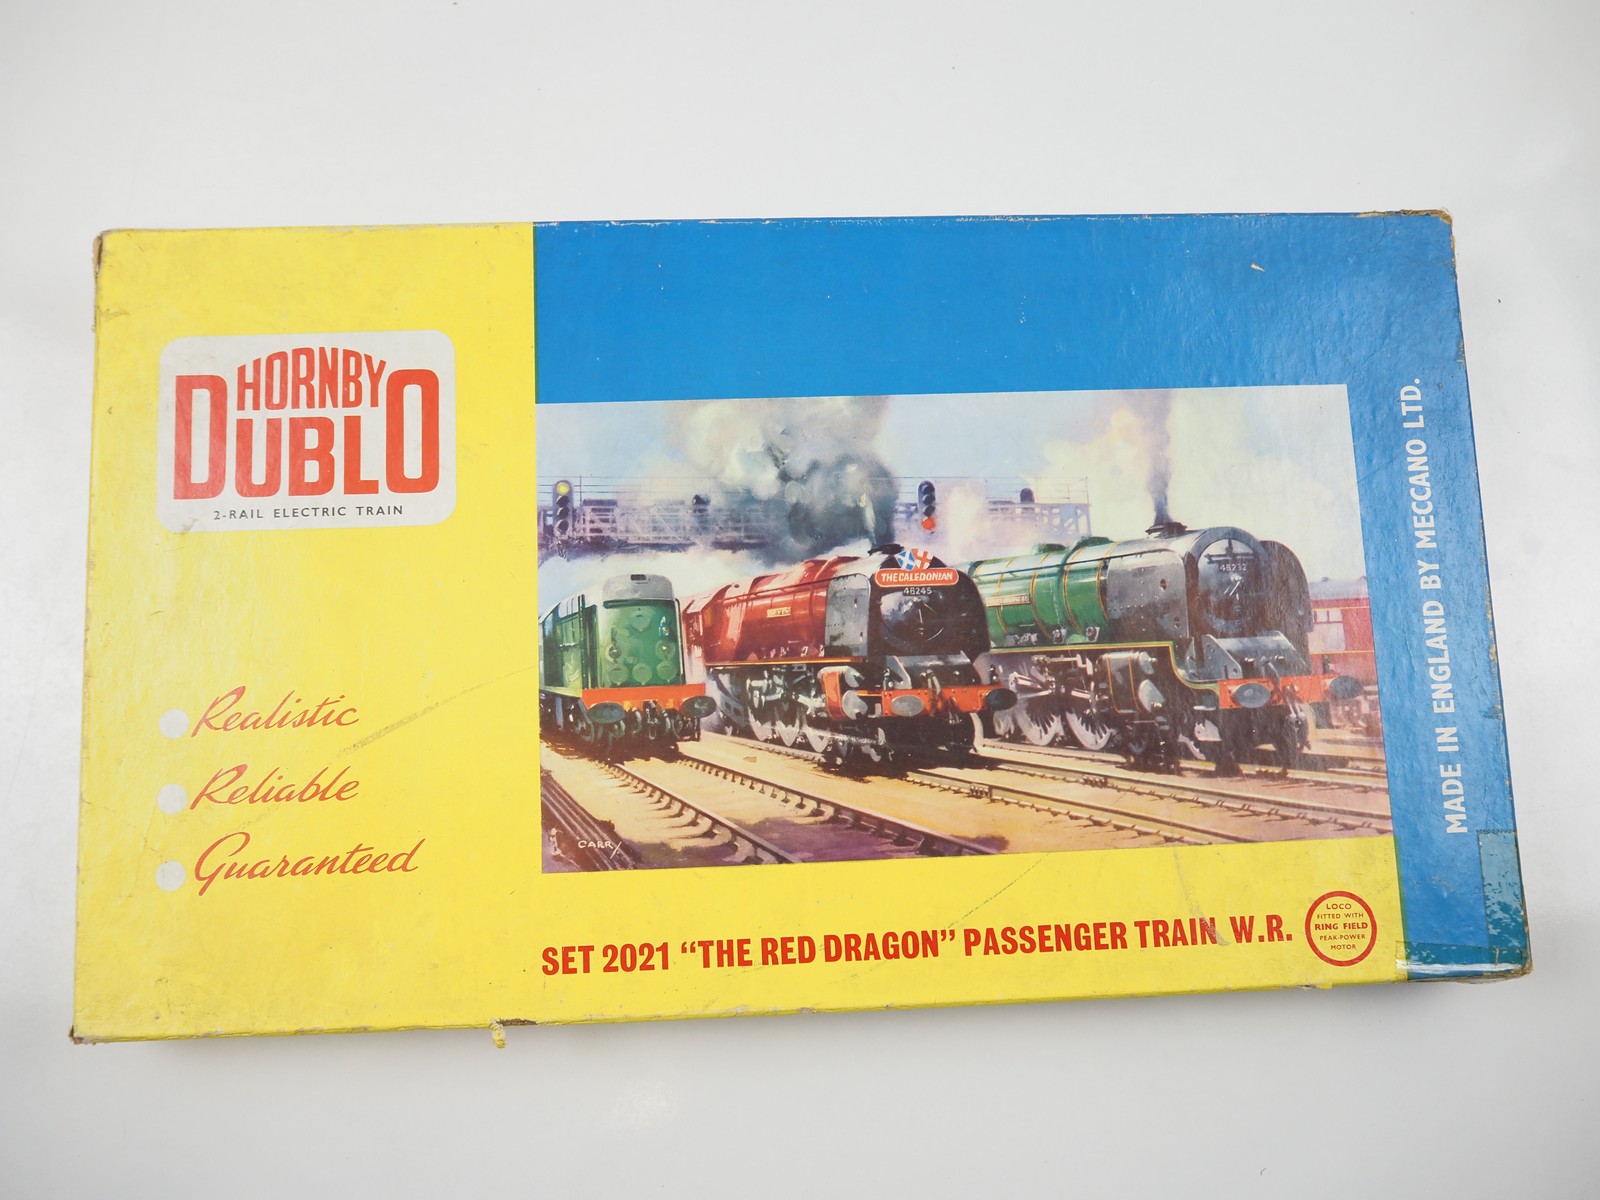 HORNBY
DUBLO
2-RAIL ELECTRIC TRAIN
Realistic
Reliable
Guaranteed
THE CALEDONIAN
46245
46232
CARR
SET 2021 “THE RED DRAGON” PASSENGER TRAIN W.R.
LOCO
FITTED WITH
RING FIELD
PEAK-POWER
MOTOR
MADE IN ENGLAND BY MECCANO LTD.